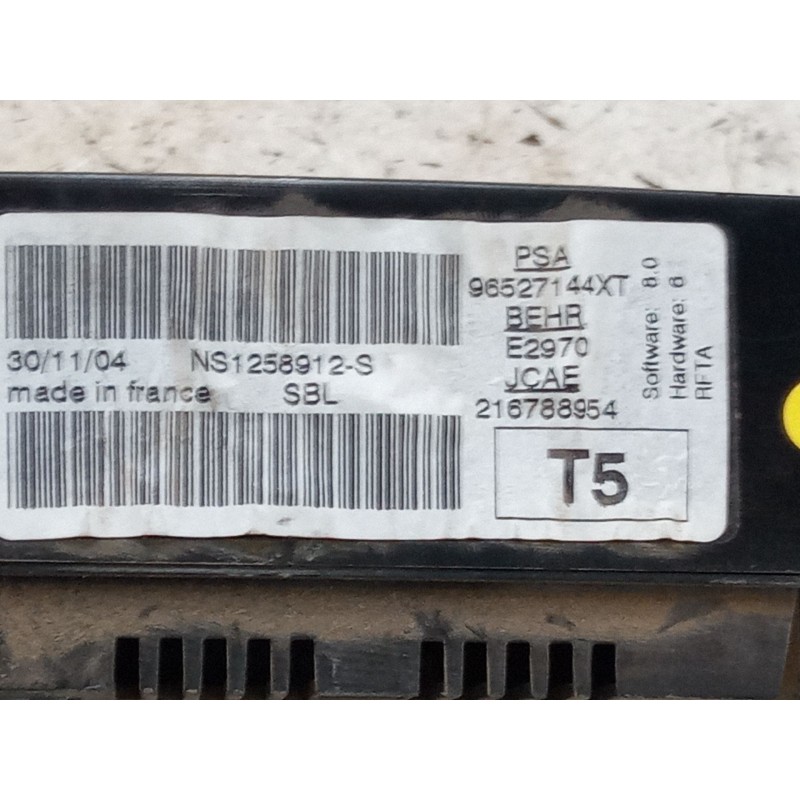 30/11/04 NS1258912-S
made in france SBL
PSA
96527144XT
BEHR
E2970
JCAE
216788954
T5
Software: 8.0
Hardware: 6
RFTA